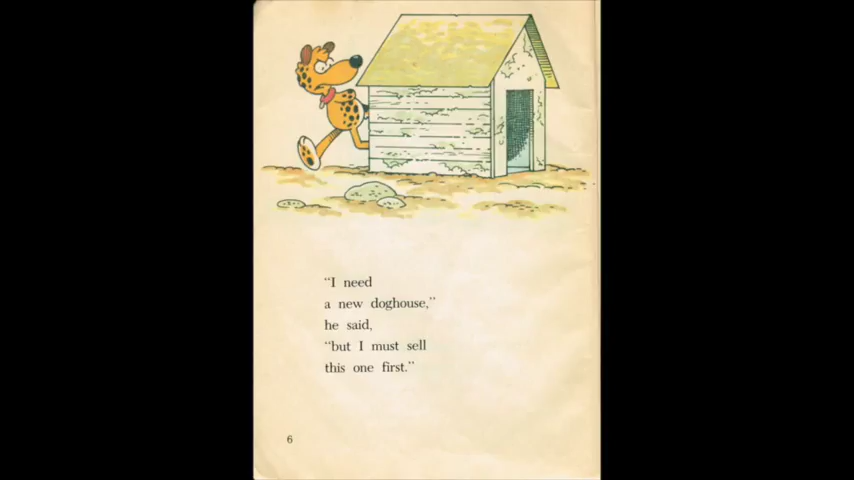 “I need
a new doghouse,”
he said,
“but I must sell
this one first.”
6